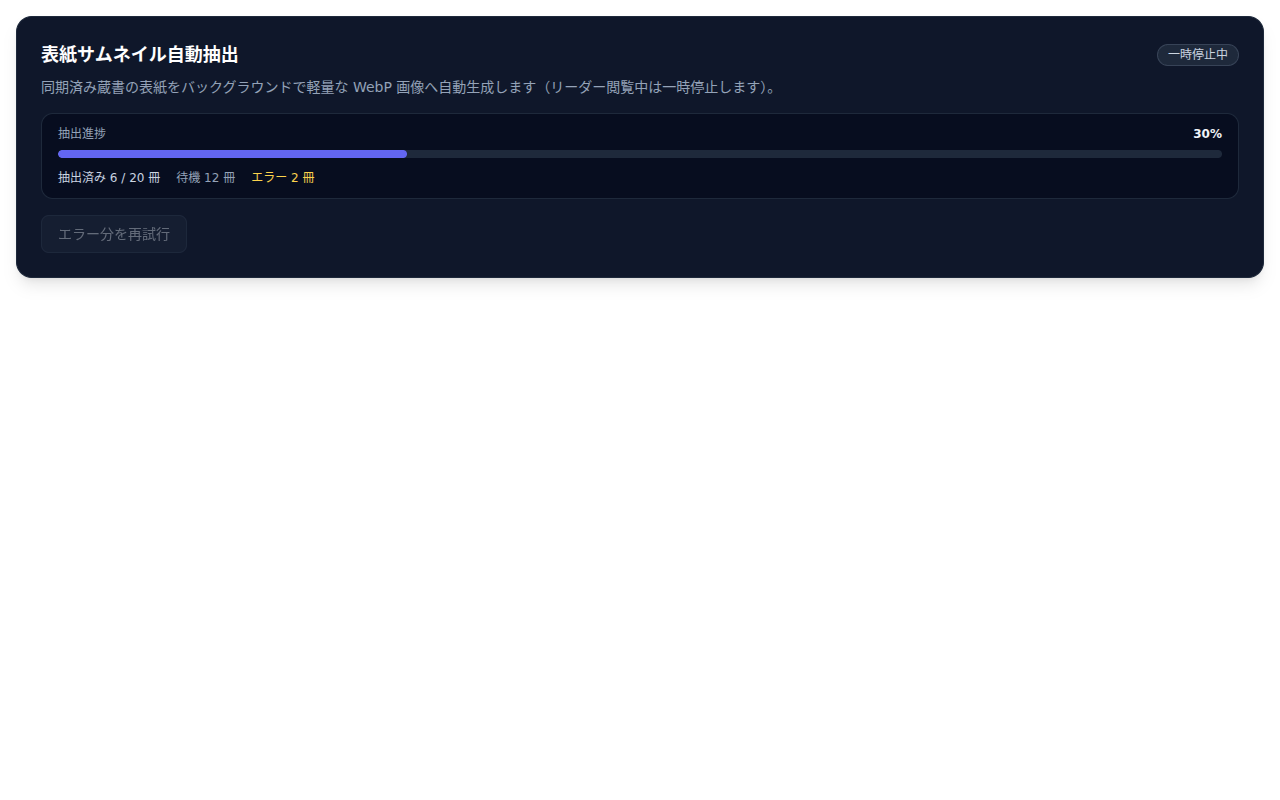 表紙サムネイル自動抽出
一時停止中
同期済み蔵書の表紙をバックグラウンドで軽量な WebP 画像へ自動生成します（リーダー閲覧中は一時停止します）。
抽出進捗
30%
抽出済み 6 / 20 冊 待機 12 冊 エラー 2 冊
エラー分を再試行